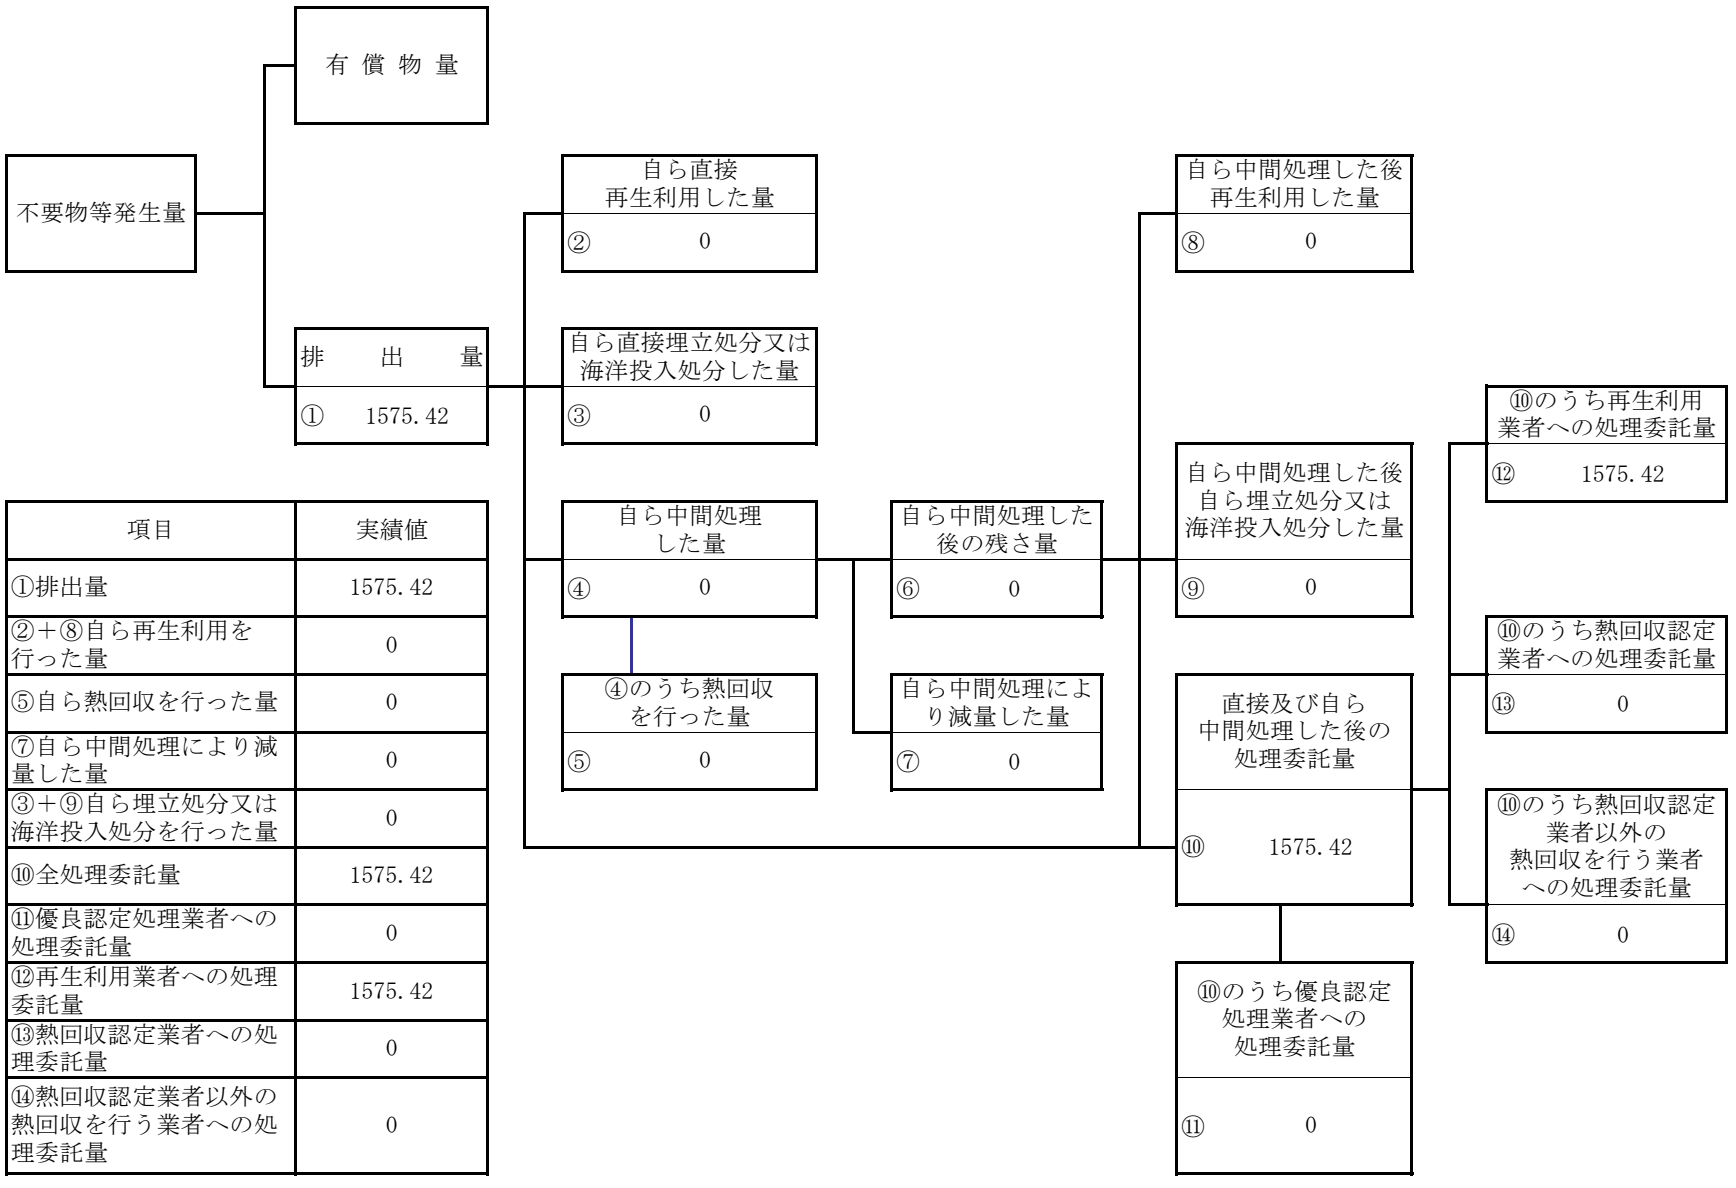 有償物量
不要物等発生量
排出量
① 1575.42
自ら直接
再生利用した量
② 0
自ら直接埋立処分又は
海洋投入処分した量
③ 0
自ら中間処理
した量
④ 0
④のうち熱回収
を行った量
⑤ 0
自ら中間処理した
後の残さ量
⑥ 0
自ら中間処理によ
り減量した量
⑦ 0
自ら中間処理した後
再生利用した量
⑧ 0
自ら中間処理した後
自ら埋立処分又は
海洋投入処分した量
⑨ 0
直接及び自ら
中間処理した後の
処理委託量
⑩ 1575.42
⑩のうち優良認定
処理業者への
処理委託量
⑪ 0
⑩のうち再生利用
業者への処理委託量
⑫ 1575.42
⑩のうち熱回収認定
業者への処理委託量
⑬ 0
⑩のうち熱回収認定
業者以外の
熱回収を行う業者
への処理委託量
⑭ 0
項目 実績値
①排出量 1575.42
②＋⑧自ら再生利用を
行った量 0
⑤自ら熱回収を行った量 0
⑦自ら中間処理により減
量した量 0
③＋⑨自ら埋立処分又は
海洋投入処分を行った量 0
⑩全処理委託量 1575.42
⑪優良認定処理業者への
処理委託量 0
⑫再生利用業者への処理
委託量 1575.42
⑬熱回収認定業者への処
理委託量 0
⑭熱回収認定業者以外の
熱回収を行う業者への処
理委託量 0